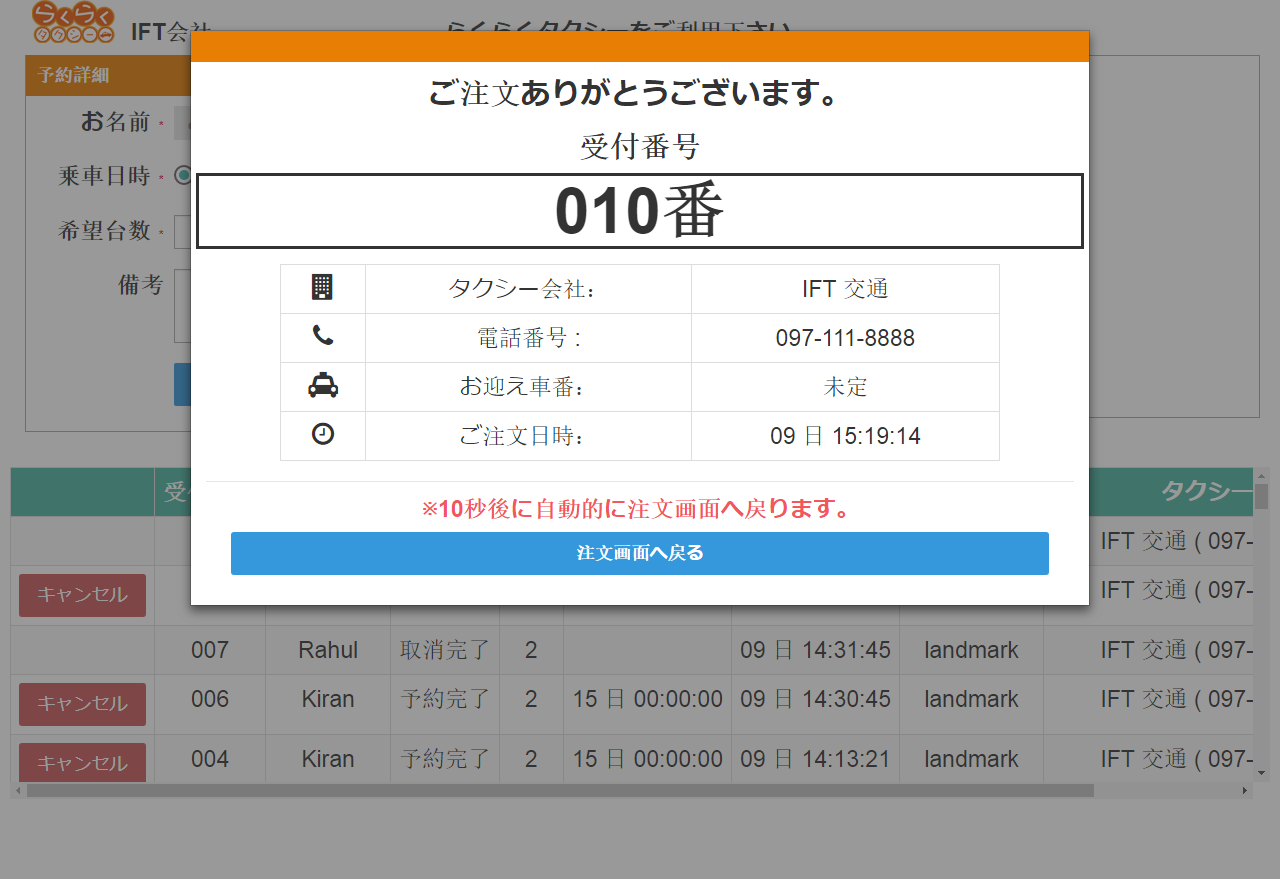 らくらく
タクシー
IFT会社
らくらくタクシーをご利用下さい
予約詳細
お名前 *
乗車日時 *
希望台数 *
備考
ご注文ありがとうございます。
受付番号
010番
タクシー会社: IFT 交通
電話番号 : 097-111-8888
お迎え車番: 未定
ご注文日時: 09 日 15:19:14
※10秒後に自動的に注文画面へ戻ります。
注文画面へ戻る
受 タクシー
IFT 交通 ( 097-
キャンセル IFT 交通 ( 097-
007 Rahul 取消完了 2 09 日 14:31:45 landmark IFT 交通 ( 097-
キャンセル 006 Kiran 予約完了 2 15 日 00:00:00 09 日 14:30:45 landmark IFT 交通 ( 097-
キャンセル 004 Kiran 予約完了 2 15 日 00:00:00 09 日 14:13:21 landmark IFT 交通 ( 097-